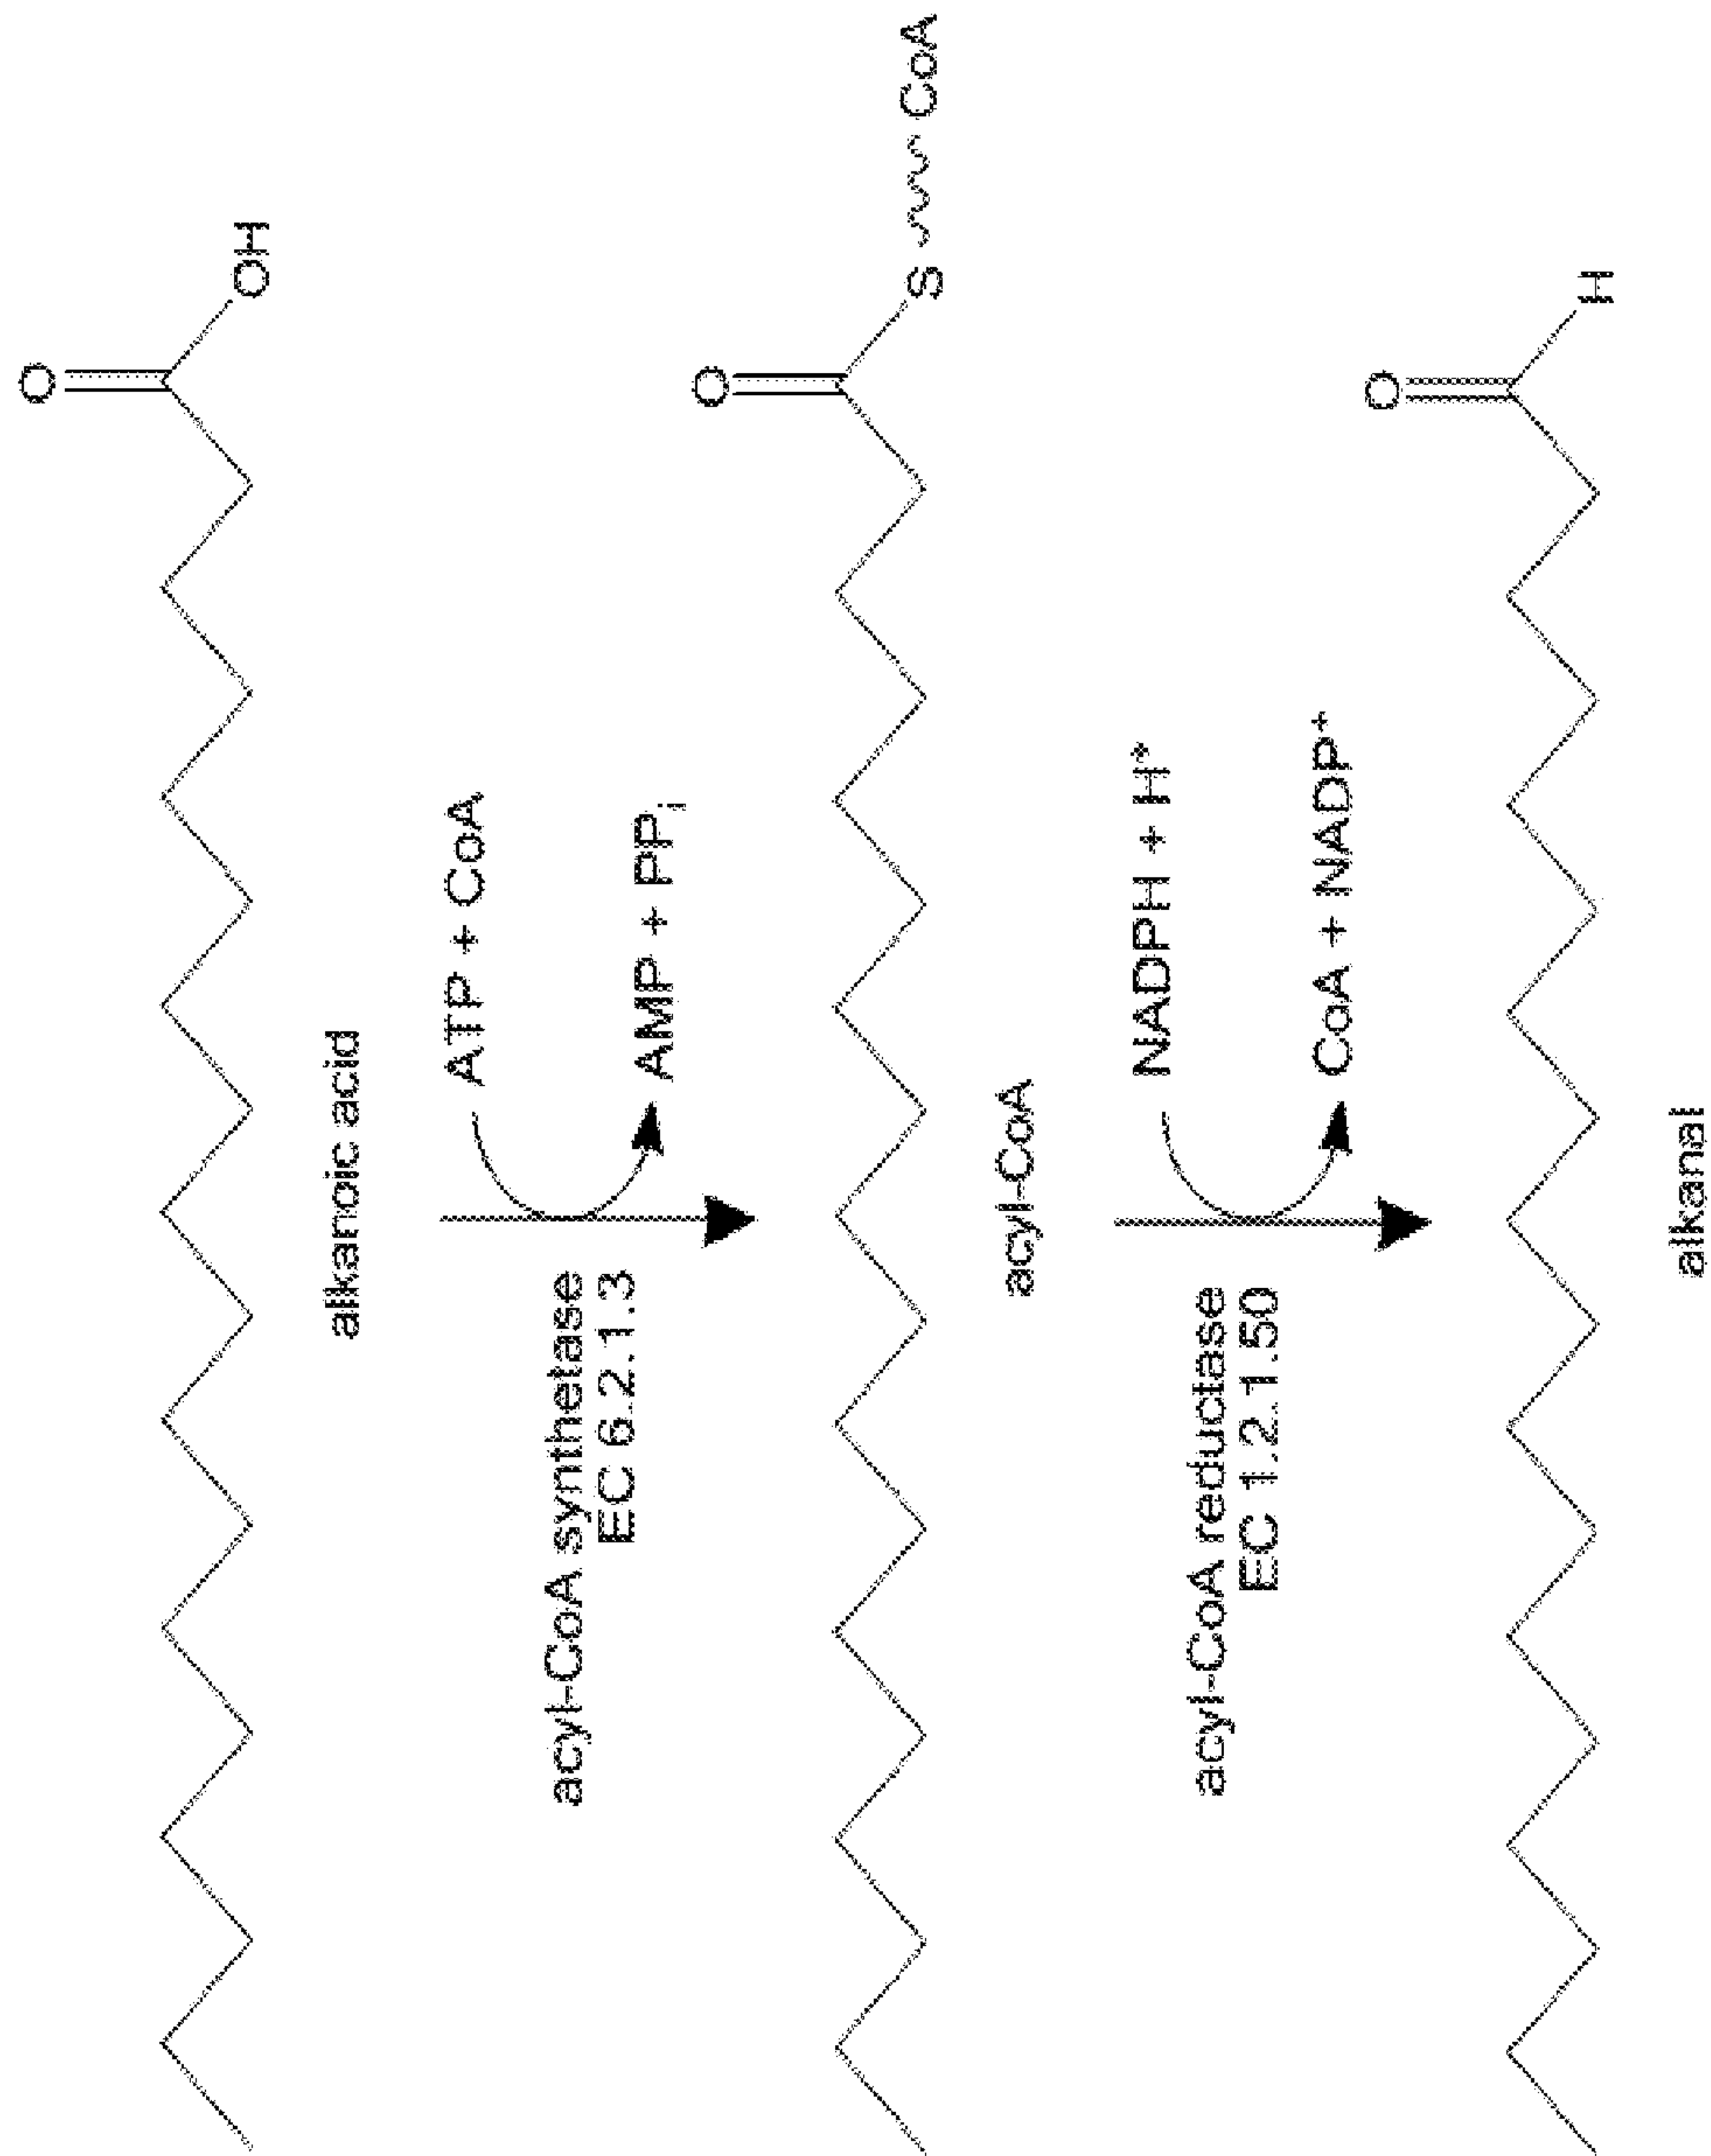 O
OH
alkanoic acid
acyl-CoA synthetase
EC 6.2.1.3
ATP + CoA
AMP + PPi
O
S CoA
acyl-CoA
acyl-CoA reductase
EC 1.2.1.50
NADPH + H+
CoA + NADP+
O
H
alkanal